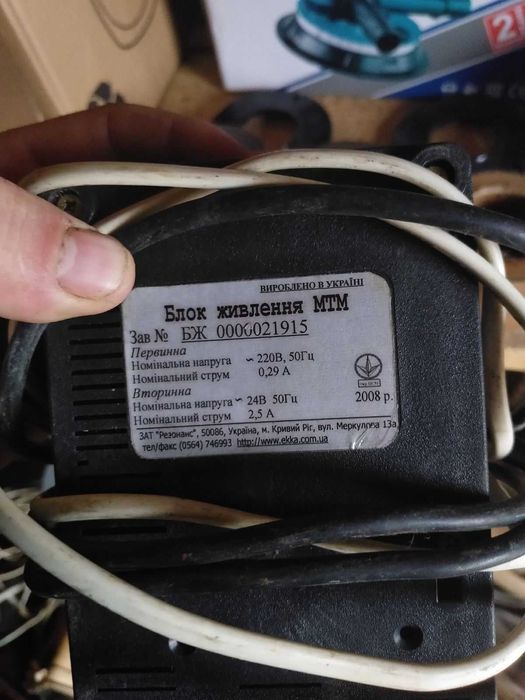 2
ВИРОБЛЕНО В УКРАЇНІ
Блок живлення МТМ
Зав № БЖ 0000021915
Первинна
Номінальна напруга ~ 220В, 50Гц
Номінальний струм 0,29 А
Вторинна
Номінальна напруга ~ 24В 50Гц
Номінальний струм 2,5 А
2008 р.
ЗАТ "Резонанс", 50086, Україна, м. Кривий Ріг, вул. Меркулова 13а
тел/факс (0564) 746993 http://www.ekka.com.ua